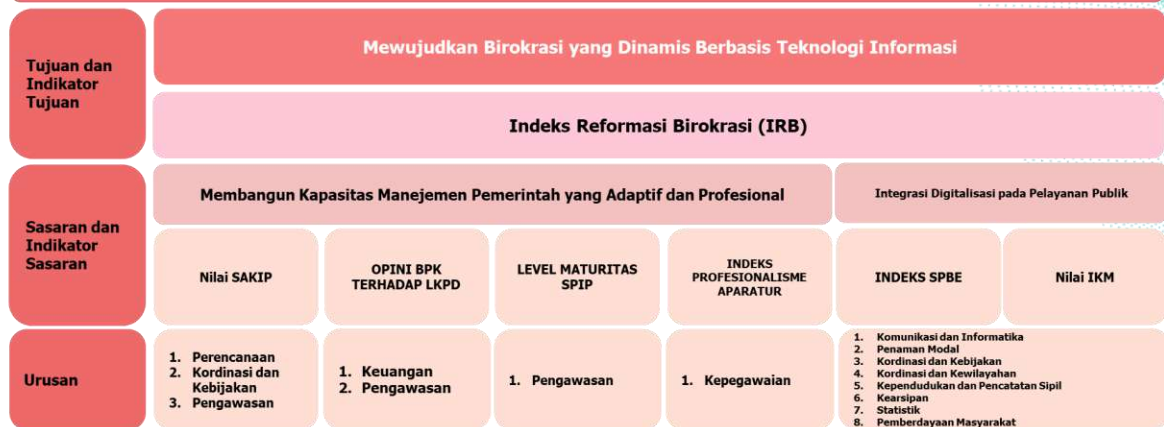 Tujuan dan
Indikator
Tujuan
Mewujudkan Birokrasi yang Dinamis Berbasis Teknologi Informasi
Indeks Reformasi Birokrasi (IRB)
Sasaran dan
Indikator
Sasaran
Membangun Kapasitas Manajemen Pemerintah yang Adaptif dan Profesional
Integrasi Digitalisasi pada Pelayanan Publik
Nilai SAKIP
OPINI BPK
TERHADAP LKPD
LEVEL MATURITAS
SPIP
INDEKS
PROFESIONALISME
APARATUR
INDEKS SPBE
Nilai IKM
Urusan
1. Perencanaan
2. Kordinasi dan
Kebijakan
3. Pengawasan
1. Keuangan
2. Pengawasan
1. Pengawasan
1. Kepegawaian
1. Komunikasi dan Informatika
2. Penaman Modal
3. Kordinasi dan Kebijakan
4. Kordinasi dan Kewilayahan
5. Kependudukan dan Pencatatan Sipil
6. Kearsipan
7. Statistik
8. Pemberdayaan Masyarakat